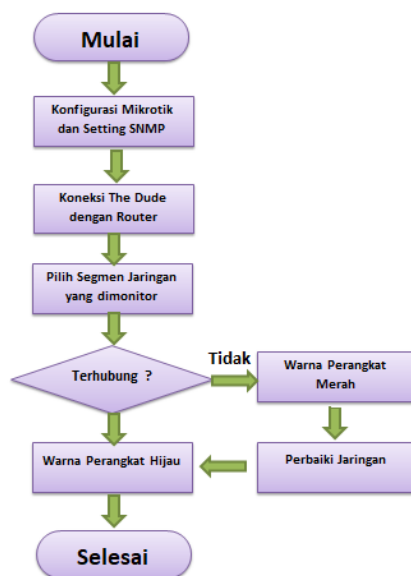 Mulai
Konfigurasi Mikrotik
dan Setting SNMP
Koneksi The Dude
dengan Router
Pilih Segmen Jaringan
yang dimonitor
Terhubung ?
Tidak
Warna Perangkat
Merah
Perbaiki Jaringan
Warna Perangkat Hijau
Selesai